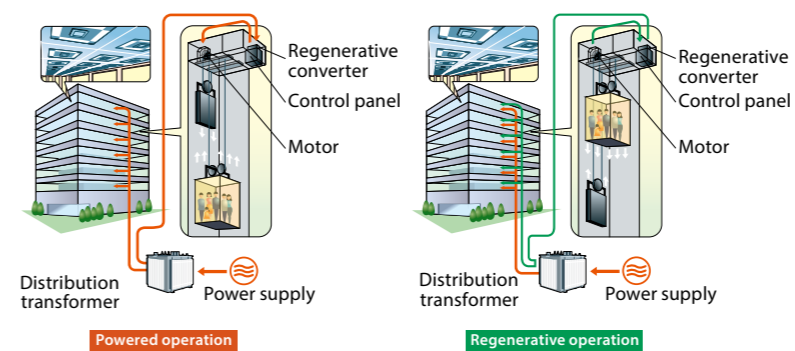 Regenerative
converter
Control panel
Motor
Distribution
transformer
Power supply
Powered operation
Regenerative
converter
Control panel
Motor
Distribution
transformer
Power supply
Regenerative operation